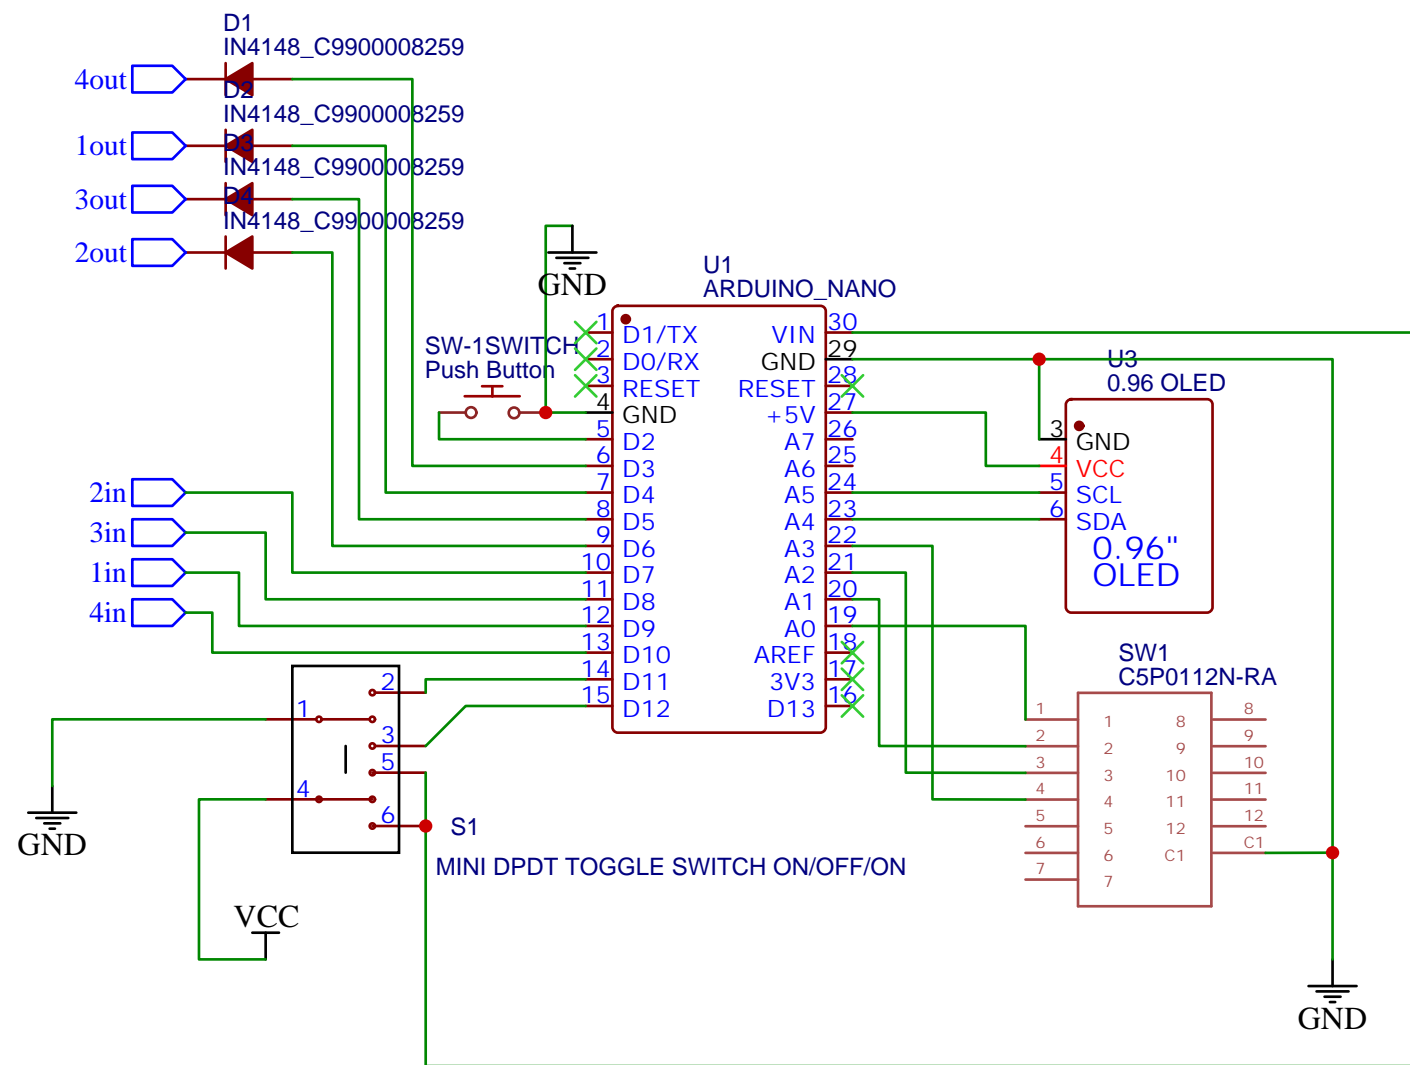 D1
IN4148_C9900008259
4out
D2
IN4148_C9900008259
1out
D3
IN4148_C9900008259
3out
D4
IN4148_C9900008259
2out
GND
U1
ARDUINO_NANO
SW-1SWITCH
Push Button
1 D1/TX VIN 30
2 D0/RX GND 29
3 RESET RESET 28
4 GND +5V 27
5 D2 A7 26
6 D3 A6 25
7 D4 A5 24
8 D5 A4 23
9 D6 A3 22
10 D7 A2 21
11 D8 A1 20
12 D9 A0 19
13 D10 AREF 18
14 D11 3V3 17
15 D12 D13 16
U3
0.96 OLED
3 GND
4 VCC
5 SCL
6 SDA
0.96"
OLED
2in
3in
1in
4in
2
1
3
5
4
6
S1
MINI DPDT TOGGLE SWITCH ON/OFF/ON
GND
VCC
SW1
C5P0112N-RA
1 1 8 8
2 2 9 9
3 3 10 10
4 4 11 11
5 5 12 12
6 6 C1 C1
7 7
GND